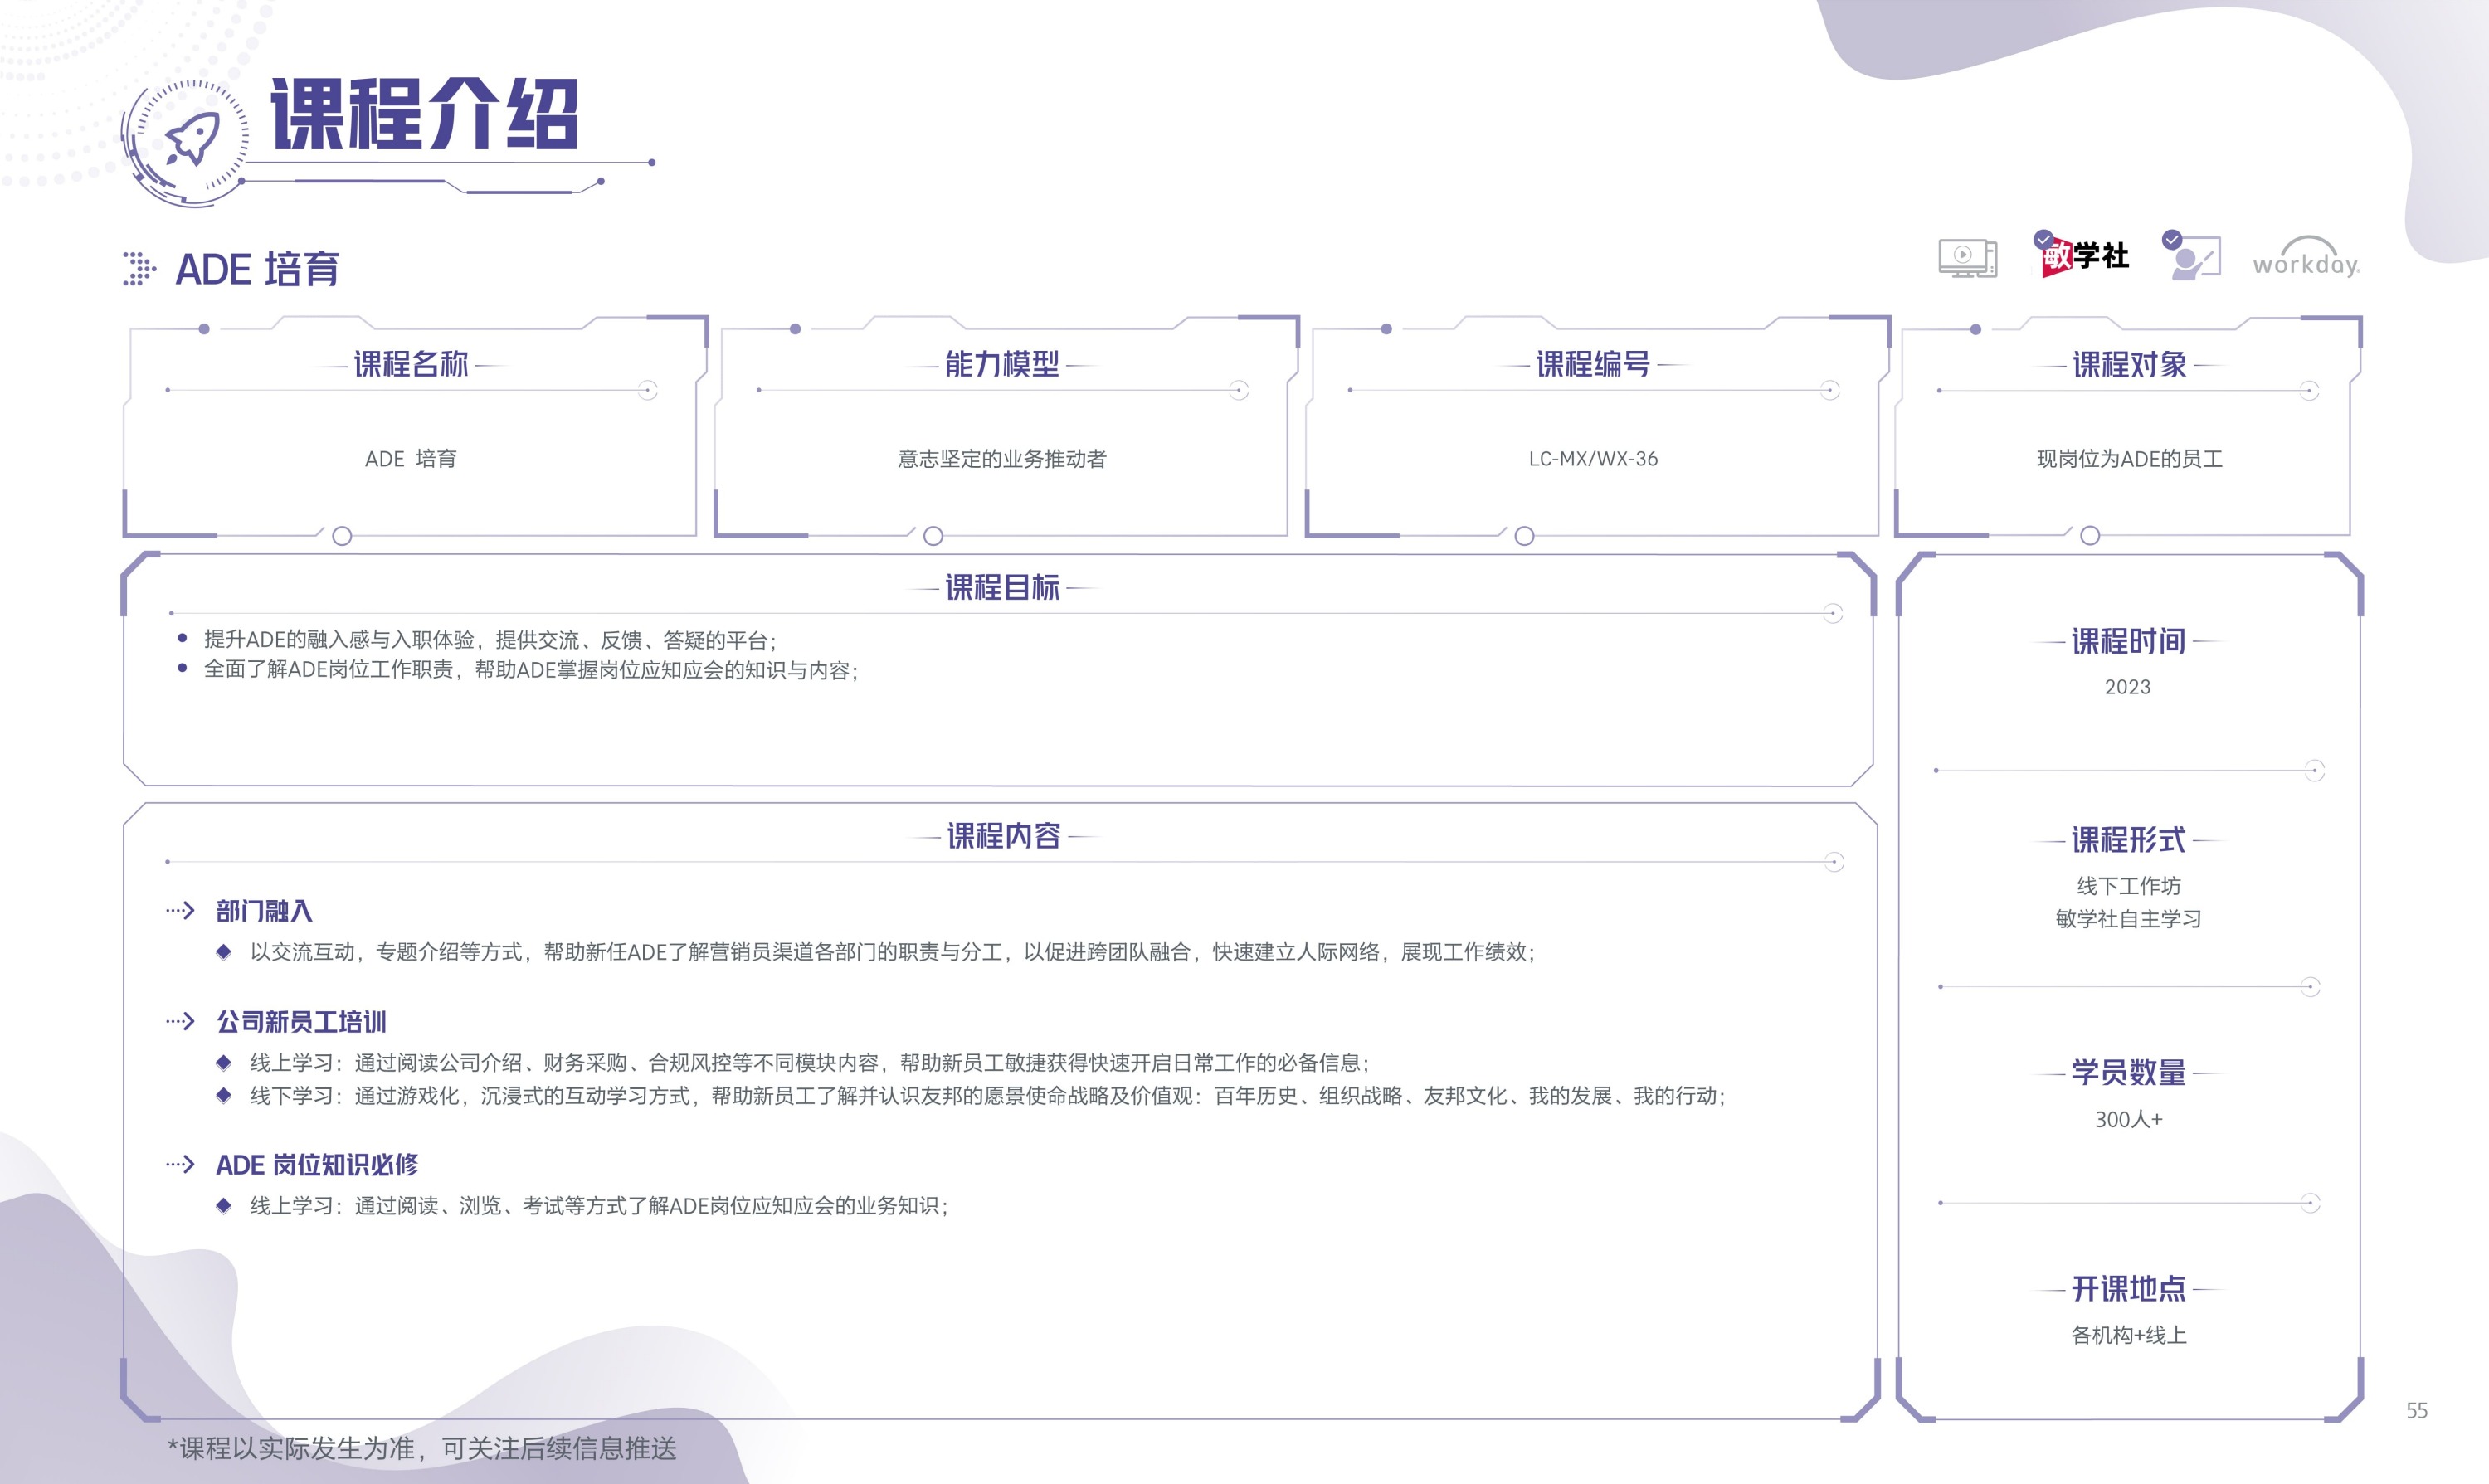 课程介绍
ADE 培育
敏学社
workday.
课程名称
ADE 培育
能力模型
意志坚定的业务推动者
课程编号
LC-MX/WX-36
课程对象
现岗位为ADE的员工
课程目标
提升ADE的融入感与入职体验，提供交流、反馈、答疑的平台；
全面了解ADE岗位工作职责，帮助ADE掌握岗位应知应会的知识与内容；
课程内容
部门融入
以交流互动，专题介绍等方式，帮助新任ADE了解营销员渠道各部门的职责与分工，以促进跨团队融合，快速建立人际网络，展现工作绩效；
公司新员工培训
线上学习：通过阅读公司介绍、财务采购、合规风控等不同模块内容，帮助新员工敏捷获得快速开启日常工作的必备信息；
线下学习：通过游戏化，沉浸式的互动学习方式，帮助新员工了解并认识友邦的愿景使命战略及价值观：百年历史、组织战略、友邦文化、我的发展、我的行动；
ADE 岗位知识必修
线上学习：通过阅读、浏览、考试等方式了解ADE岗位应知应会的业务知识；
课程时间
2023
课程形式
线下工作坊
敏学社自主学习
学员数量
300人+
开课地点
各机构+线上
*课程以实际发生为准，可关注后续信息推送
55